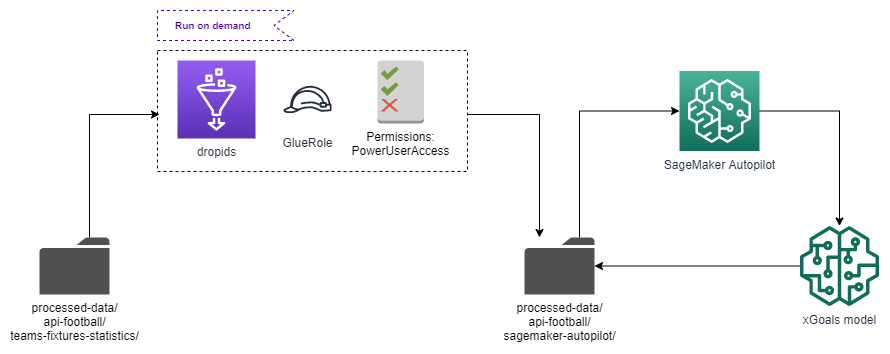 Run on demand
dropids
GlueRole
Permissions:
PowerUserAccess
SageMaker Autopilot
processed-data/
api-football/
teams-fixtures-statistics/
processed-data/
api-football/
sagemaker-autopilot/
xGoals model